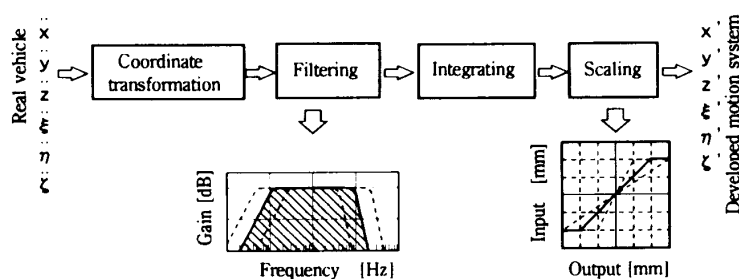 Real vehicle
ẍ
ÿ
z̈
ξ̈
η̈
ζ̈
Coordinate
transformation
Filtering
Integrating
Scaling
x'
y'
z'
ξ'
η'
ζ'
Developed motion system
Gain [dB]
Frequency [Hz]
Input [mm]
Output [mm]